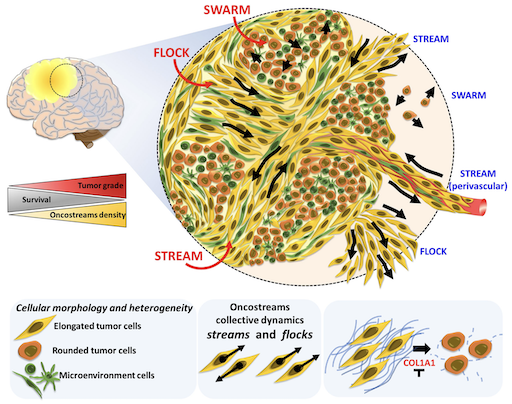 SWARM
FLOCK
STREAM
SWARM
STREAM
(perivascular)
FLOCK
STREAM
Tumor grade
Survival
Oncostreams density
Cellular morphology and heterogeneity
Elongated tumor cells
Rounded tumor cells
Microenvironment cells
Oncostreams
collective dynamics
streams and flocks
COL1A1